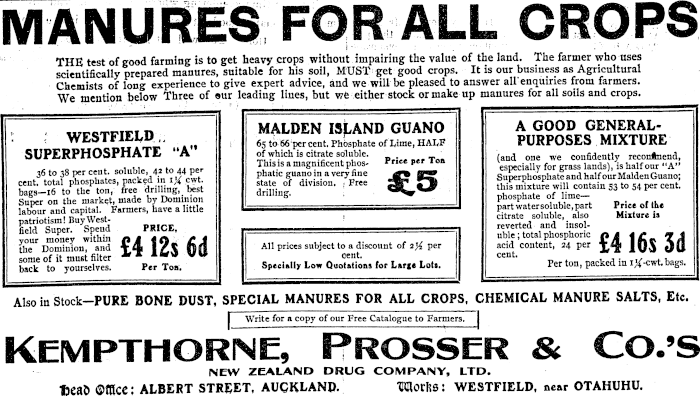 MANURES FOR ALL CROPS
THE test of good farming is to get heavy crops without impairing the value of the land. The farmer who uses
scientifically prepared manures, suitable for his soil, MUST get good crops. It is our business as Agricultural
Chemists of long experience to give expert advice, and we will be pleased to answer all enquiries from farmers.
We mention below Three of our leading lines, but we either stock or make up manures for all soils and crops.
WESTFIELD
SUPERPHOSPHATE "A"
36 to 38 per cent. soluble, 42 to 44 per
cent. total phosphates, packed in 1¼ cwt.
bags—16 to the ton, free drilling, best
Super on the market, made by Dominion
labour and capital. Farmers, have a little
patriotism! Buy West-
field Super. Spend
your money within
the Dominion, and
some of it must filter
back to yourselves.
PRICE,
£4 12s 6d
Per Ton.
MALDEN ISLAND GUANO
65 to 66 per cent. Phosphate of Lime, HALF
of which is citrate soluble.
This is a magnificent phos-
phatic guano in a very fine
state of division. Free
drilling.
Price per Ton
£5
All prices subject to a discount of 2½ per
cent.
Specially Low Quotations for Large Lots.
A GOOD GENERAL-
PURPOSES MIXTURE
(and one we confidently recommend,
especially for grass lands), is half our "A"
Superphosphate and half our Malden Guano;
this mixture will contain 53 to 54 per cent.
phosphate of lime—
part water soluble, part
citrate soluble, also
reverted and insol-
uble; total phosphoric
acid content, 24 per
cent.
Price of the
Mixture is
£4 16s 3d
Per ton, packed in 1¼-cwt. bags.
Also in Stock—PURE BONE DUST, SPECIAL MANURES FOR ALL CROPS, CHEMICAL MANURE SALTS, Etc.
Write for a copy of our Free Catalogue to Farmers.
KEMPTHORNE, PROSSER & CO.'S
NEW ZEALAND DRUG COMPANY, LTD.
Head Office: ALBERT STREET, AUCKLAND. Works: WESTFIELD, near OTAHUHU.